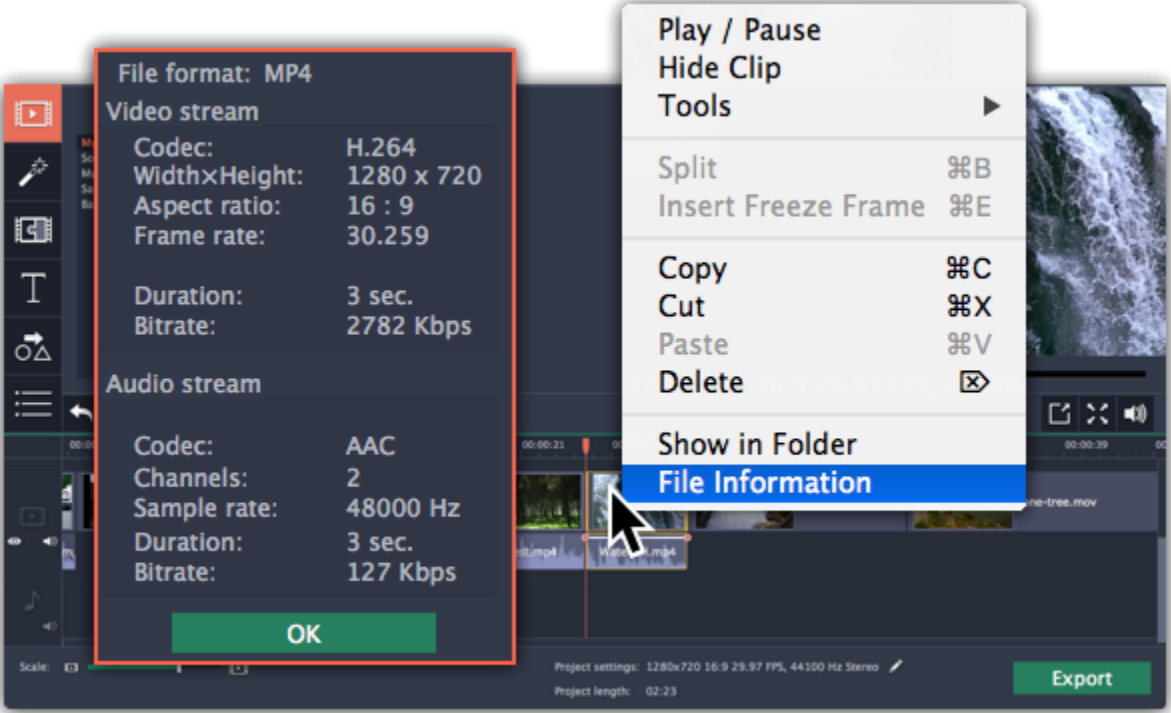 File format: MP4
Video stream
Codec: H.264
Width×Height: 1280 x 720
Aspect ratio: 16 : 9
Frame rate: 30.259
Duration: 3 sec.
Bitrate: 2782 Kbps
Audio stream
Codec: AAC
Channels: 2
Sample rate: 48000 Hz
Duration: 3 sec.
Bitrate: 127 Kbps
OK
Play / Pause
Hide Clip
Tools
Split ⌘B
Insert Freeze Frame ⌘E
Copy ⌘C
Cut ⌘X
Paste ⌘V
Delete ⌦
Show in Folder
File Information
T
00:00:21
00:00:39
st.mp4
ne-tree.mov
Scale:
Project settings: 1280x720 16:9 29.97 FPS, 44100 Hz Stereo
Project length: 02:23
Export